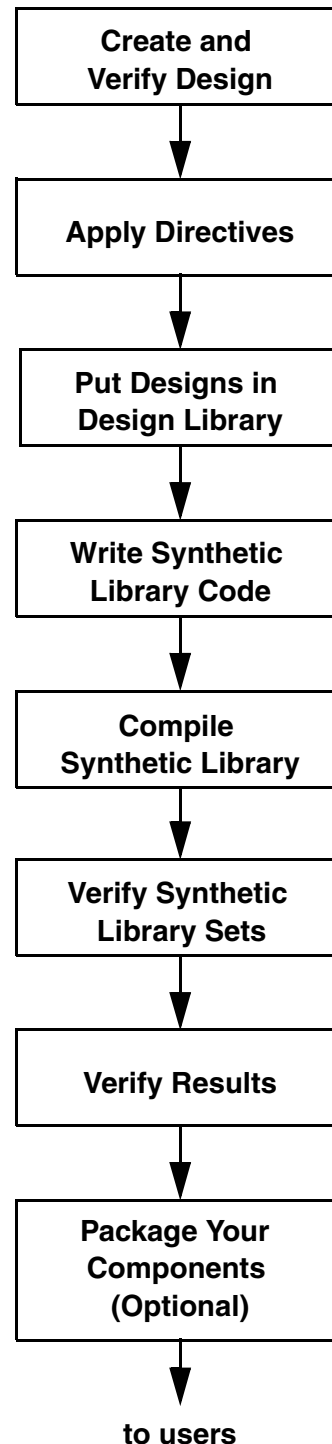 Create and
Verify Design
Apply Directives
Put Designs in
Design Library
Write Synthetic
Library Code
Compile
Synthetic Library
Verify Synthetic
Library Sets
Verify Results
Package Your
Components
(Optional)
to users